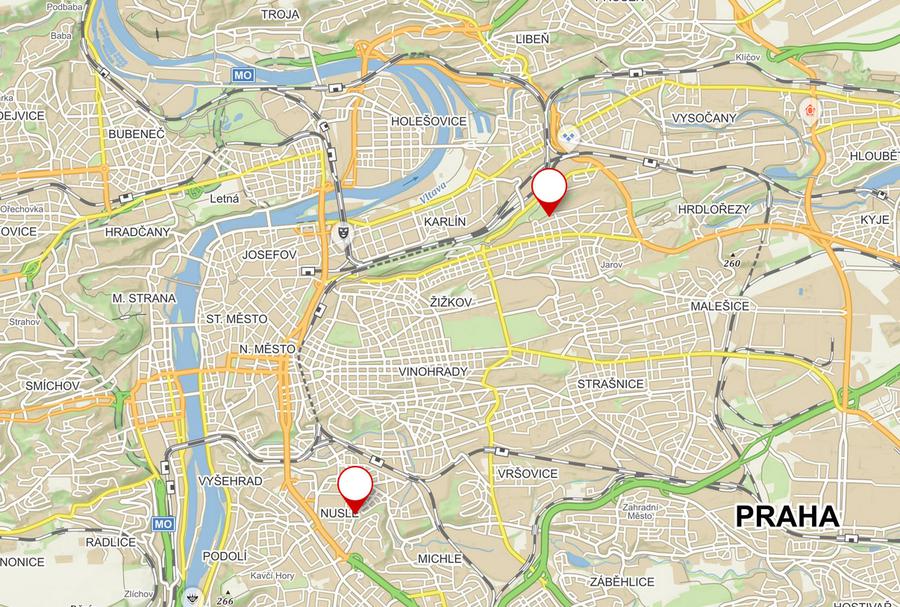 Podbaba
TROJA
Baba
LIBEŇ
Klíčov
MO
DEJVICE
BUBENEČ
HOLEŠOVICE
VYSOČANY
HLOUBĚT
Letná
Vltava
Ořechovka
OVICE
HRADČANY
KARLÍN
HRDLOŘEZY
KYJE
JOSEFOV
Jarov
260
M. STRANA
ŽIŽKOV
MALEŠICE
Strahov
ST. MĚSTO
N. MĚSTO
VINOHRADY
SMÍCHOV
STRAŠNICE
VYŠEHRAD
VRŠOVICE
NUSLE
Zahradní
Město
PRAHA
MO
RADLICE
PODOLÍ
MICHLE
NONICE
Kavčí Hory
ZÁBĚHLICE
Zlíchov
266
HOSTIVAŘ